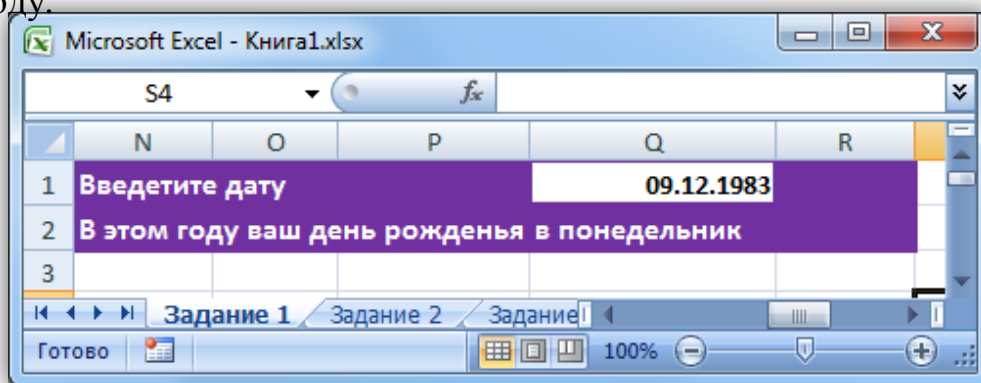 оду.
Microsoft Excel - Книга1.xlsx
S4 fx
N O P Q R
1 Введетите дату 09.12.1983
2 В этом году ваш день рожденья в понедельник
3
Задание 1 Задание 2 Задание
Готово 100%